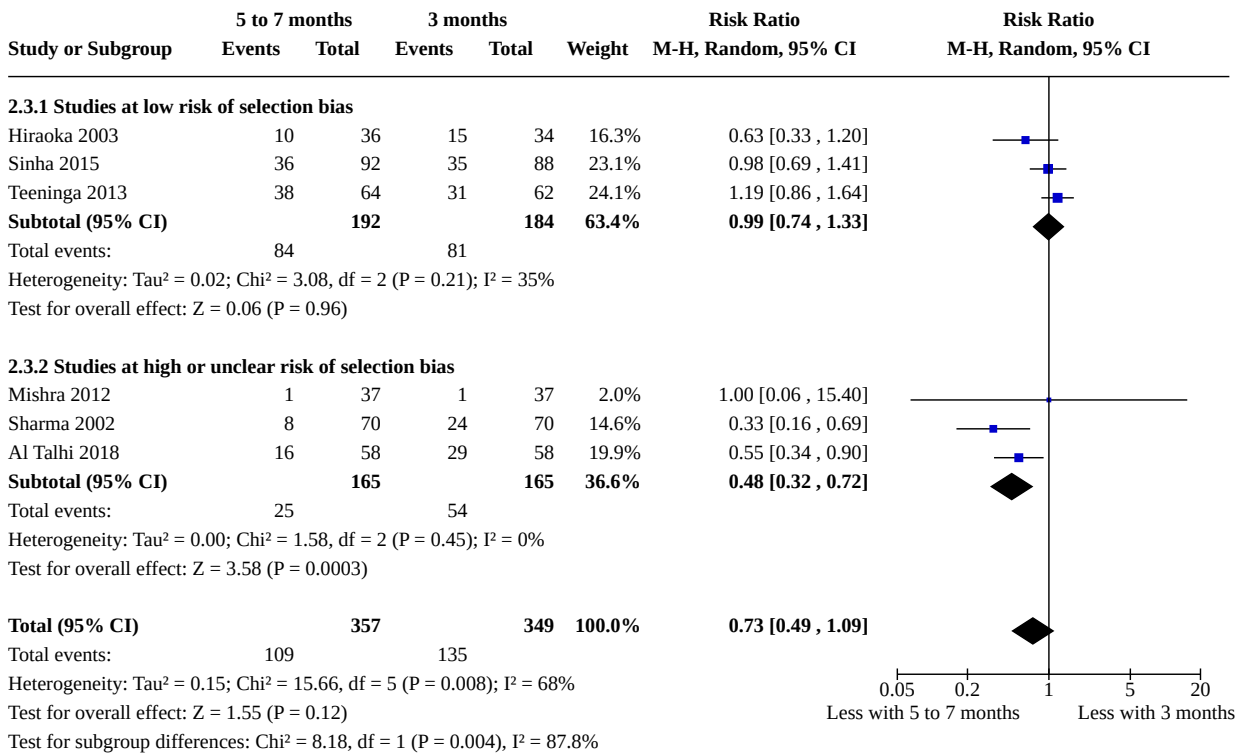 5 to 7 months 3 months Risk Ratio Risk Ratio
Study or Subgroup Events Total Events Total Weight M-H, Random, 95% CI M-H, Random, 95% CI
2.3.1 Studies at low risk of selection bias
Hiraoka 2003 10 36 15 34 16.3% 0.63 [0.33 , 1.20]
Sinha 2015 36 92 35 88 23.1% 0.98 [0.69 , 1.41]
Teeninga 2013 38 64 31 62 24.1% 1.19 [0.86 , 1.64]
Subtotal (95% CI) 192 184 63.4% 0.99 [0.74 , 1.33]
Total events: 84 81
Heterogeneity: Tau² = 0.02; Chi² = 3.08, df = 2 (P = 0.21); I² = 35%
Test for overall effect: Z = 0.06 (P = 0.96)
2.3.2 Studies at high or unclear risk of selection bias
Mishra 2012 1 37 1 37 2.0% 1.00 [0.06 , 15.40]
Sharma 2002 8 70 24 70 14.6% 0.33 [0.16 , 0.69]
Al Talhi 2018 16 58 29 58 19.9% 0.55 [0.34 , 0.90]
Subtotal (95% CI) 165 165 36.6% 0.48 [0.32 , 0.72]
Total events: 25 54
Heterogeneity: Tau² = 0.00; Chi² = 1.58, df = 2 (P = 0.45); I² = 0%
Test for overall effect: Z = 3.58 (P = 0.0003)
Total (95% CI) 357 349 100.0% 0.73 [0.49 , 1.09]
Total events: 109 135
Heterogeneity: Tau² = 0.15; Chi² = 15.66, df = 5 (P = 0.008); I² = 68%
0.05 0.2 1 5 20
Test for overall effect: Z = 1.55 (P = 0.12)
Less with 5 to 7 months Less with 3 months
Test for subgroup differences: Chi² = 8.18, df = 1 (P = 0.004), I² = 87.8%